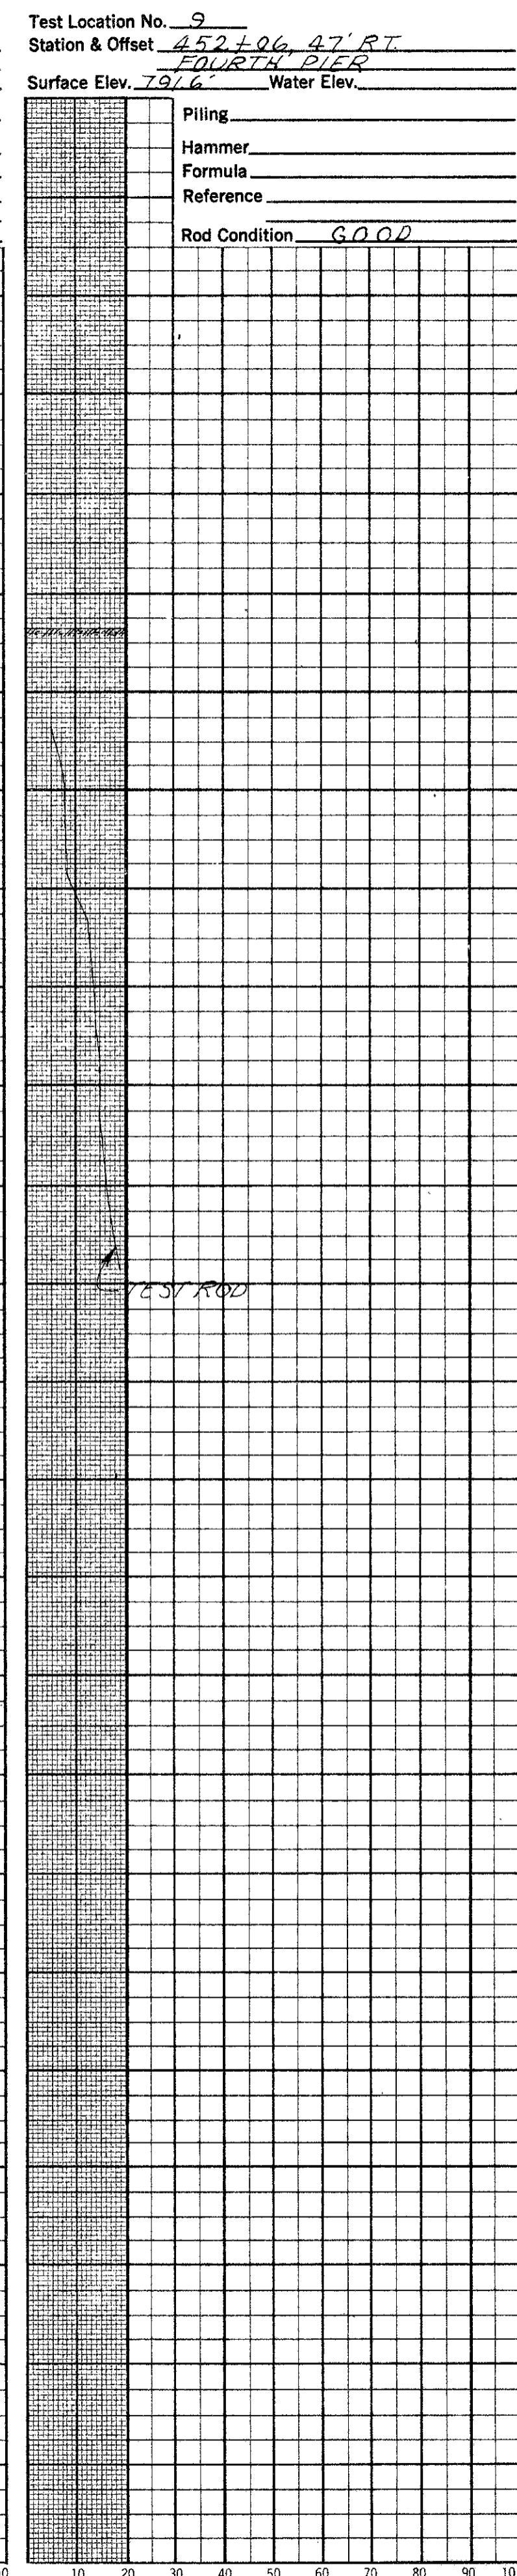 Test Location No. 9
Station & Offset 452+06, 47' RT.
FOURTH PIER
Surface Elev. 791.6' Water Elev.
Piling
Hammer
Formula
Reference
Rod Condition GOOD
TEST ROD
10 20 30 40 50 60 70 80 90